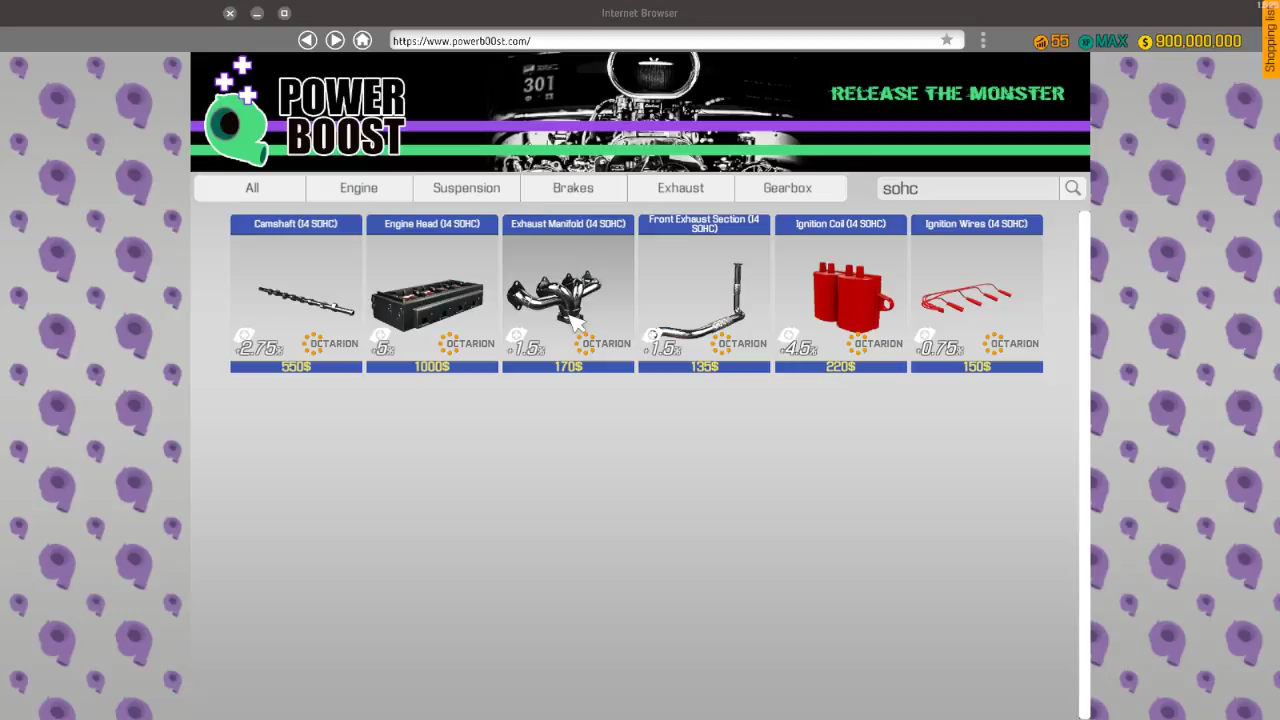 Internet Browser
https://www.powerb00st.com/
55
XP MAX
$ 900,000,000
Shopping list
POWER
BOOST
301
RELEASE THE MONSTER
All
Engine
Suspension
Brakes
Exhaust
Gearbox
sohc
Camshaft (I4 SOHC)
Engine Head (I4 SOHC)
Exhaust Manifold (I4 SOHC)
Front Exhaust Section (I4
SOHC)
Ignition Coil (I4 SOHC)
Ignition Wires (I4 SOHC)
+2.75%
OCTARION
+5%
OCTARION
+1.5%
OCTARION
+1.5%
OCTARION
+4.5%
OCTARION
+0.75%
OCTARION
550$
1000$
170$
135$
220$
150$